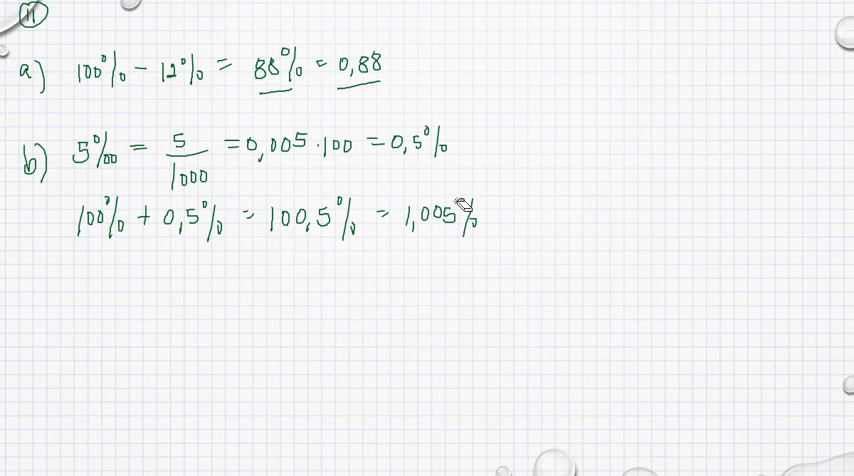 11
a) 100% - 12% = 88% = 0,88
b) 5‰ = 5/1000 = 0,005 · 100 = 0,5%
100% + 0,5% = 100,5% = 1,005%